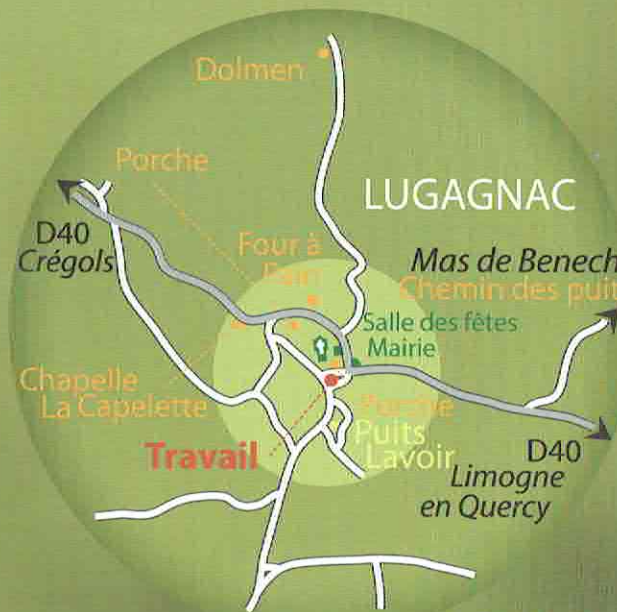 Dolmen
Porche
LUGAGNAC
D40
Crégols
Four à
Pain
Mas de Benech
Chemin des puit
Salle des fêtes
Mairie
Chapelle
La Capelette
Porche
Puits
Lavoir
Travail
D40
Limogne
en Quercy